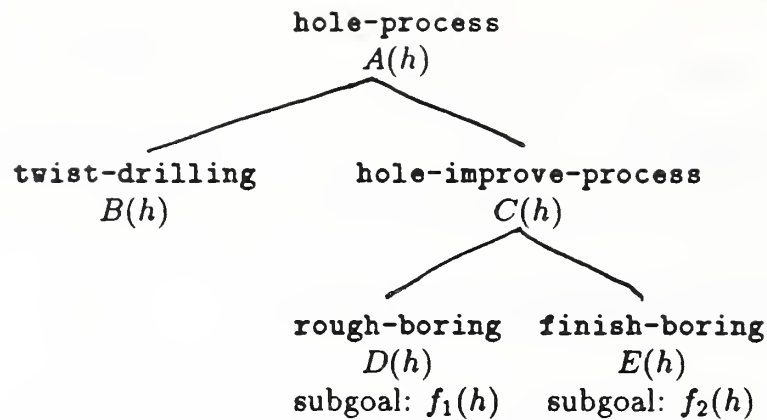 hole-process
A(h)
twist-drilling hole-improve-process
B(h) C(h)
rough-boring finish-boring
D(h) E(h)
subgoal: f₁(h) subgoal: f₂(h)